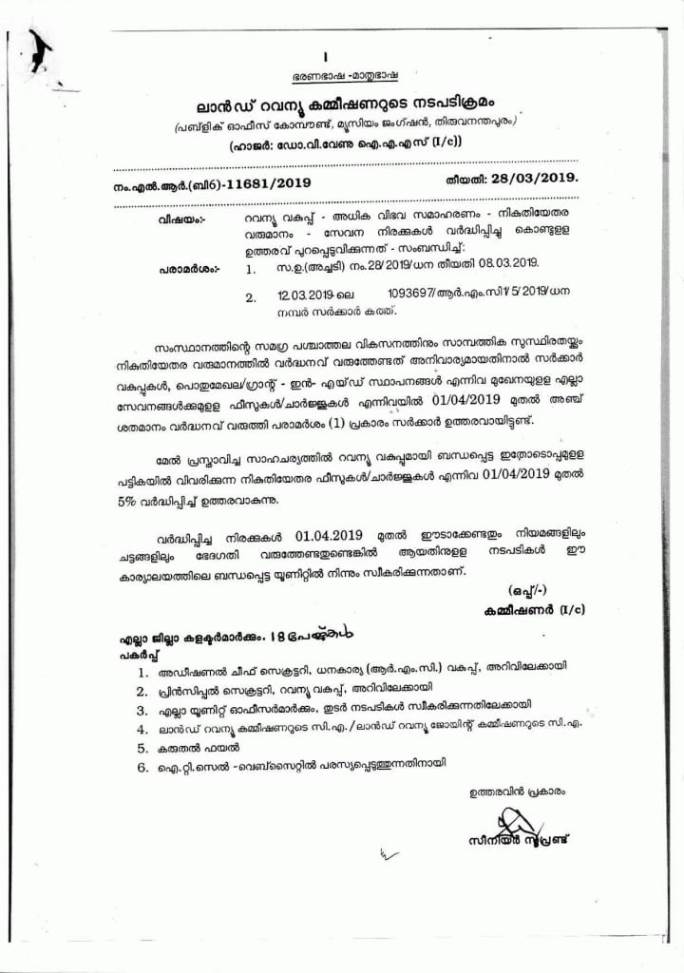 1
ഭരണഭാഷ -മാതൃഭാഷ
ലാൻഡ് റവന്യൂ കമ്മീഷണറുടെ നടപടിക്രമം
(പബ്ളിക് ഓഫീസ് കോമ്പൗണ്ട്, മ്യൂസിയം ജംഗ്ഷൻ, തിരുവനന്തപുരം)
(ഹാജർ: ഡോ.വി.വേണു ഐ.എ.എസ് (I/c))
നം.എൽ.ആർ.(ബി6)-11681/2019 തീയതി: 28/03/2019.
വിഷയം:- റവന്യൂ വകുപ്പ് - അധിക വിഭവ സമാഹരണം - നികുതിയേതര
വരുമാനം - സേവന നിരക്കുകൾ വർദ്ധിപ്പിച്ചു കൊണ്ടുളള
ഉത്തരവ് പുറപ്പെടുവിക്കുന്നത് - സംബന്ധിച്ച്:
പരാമർശം:- 1. സ.ഉ.(അച്ചടി) നം.28/2019/ധന തീയതി 08.03.2019.
2. 12.03.2019-ലെ 1093697/ആർ.എം.സി1/5/2019/ധന
നമ്പർ സർക്കാർ കത്ത്.
സംസ്ഥാനത്തിന്റെ സമഗ്ര പശ്ചാത്തല വികസനത്തിനും സാമ്പത്തിക സുസ്ഥിരതയ്ക്കും
നികുതിയേതര വരുമാനത്തിൽ വർദ്ധനവ് വരുത്തേണ്ടത് അനിവാര്യമായതിനാൽ സർക്കാർ
വകുപ്പുകൾ, പൊതുമേഖല/ഗ്രാന്റ് - ഇൻ- എയ്ഡ് സ്ഥാപനങ്ങൾ എന്നിവ മുഖേനയുളള എല്ലാ
സേവനങ്ങൾക്കുമുളള ഫീസുകൾ/ചാർജ്ജുകൾ എന്നിവയിൽ 01/04/2019 മുതൽ അഞ്ച്
ശതമാനം വർദ്ധനവ് വരുത്തി പരാമർശം (1) പ്രകാരം സർക്കാർ ഉത്തരവായിട്ടുണ്ട്.
മേൽ പ്രസ്താവിച്ച സാഹചര്യത്തിൽ റവന്യൂ വകുപ്പുമായി ബന്ധപ്പെട്ട ഇതോടൊപ്പമുളള
പട്ടികയിൽ വിവരിക്കുന്ന നികുതിയേതര ഫീസുകൾ/ചാർജ്ജുകൾ എന്നിവ 01/04/2019 മുതൽ
5% വർദ്ധിപ്പിച്ച് ഉത്തരവാകുന്നു.
വർദ്ധിപ്പിച്ച നിരക്കുകൾ 01.04.2019 മുതൽ ഈടാക്കേണ്ടതും നിയമങ്ങളിലും
ചട്ടങ്ങളിലും ഭേദഗതി വരുത്തേണ്ടതുണ്ടെങ്കിൽ ആയതിനുളള നടപടികൾ ഈ
കാര്യാലയത്തിലെ ബന്ധപ്പെട്ട യൂണിറ്റിൽ നിന്നും സ്വീകരിക്കുന്നതാണ്.
(ഒപ്പ്/-)
കമ്മീഷണർ (I/c)
എല്ലാ ജില്ലാ കളക്ടർമാർക്കും. 18 പേജുകൾ
പകർപ്പ്
1. അഡീഷണൽ ചീഫ് സെക്രട്ടറി, ധനകാര്യ (ആർ.എം.സി.) വകുപ്പ്, അറിവിലേക്കായി
2. പ്രിൻസിപ്പൽ സെക്രട്ടറി, റവന്യൂ വകുപ്പ്, അറിവിലേക്കായി
3. എല്ലാ യൂണിറ്റ് ഓഫീസർമാർക്കും, തുടർ നടപടികൾ സ്വീകരിക്കുന്നതിലേക്കായി
4. ലാൻഡ് റവന്യൂ കമ്മീഷണറുടെ സി.എ./ലാൻഡ് റവന്യൂ ജോയിന്റ് കമ്മീഷണറുടെ സി.എ.
5. കരുതൽ ഫയൽ
6. ഐ.റ്റി.സെൽ -വെബ്സൈറ്റിൽ പരസ്യപ്പെടുത്തുന്നതിനായി
ഉത്തരവിൻ പ്രകാരം
സീനിയർ സൂപ്രണ്ട്